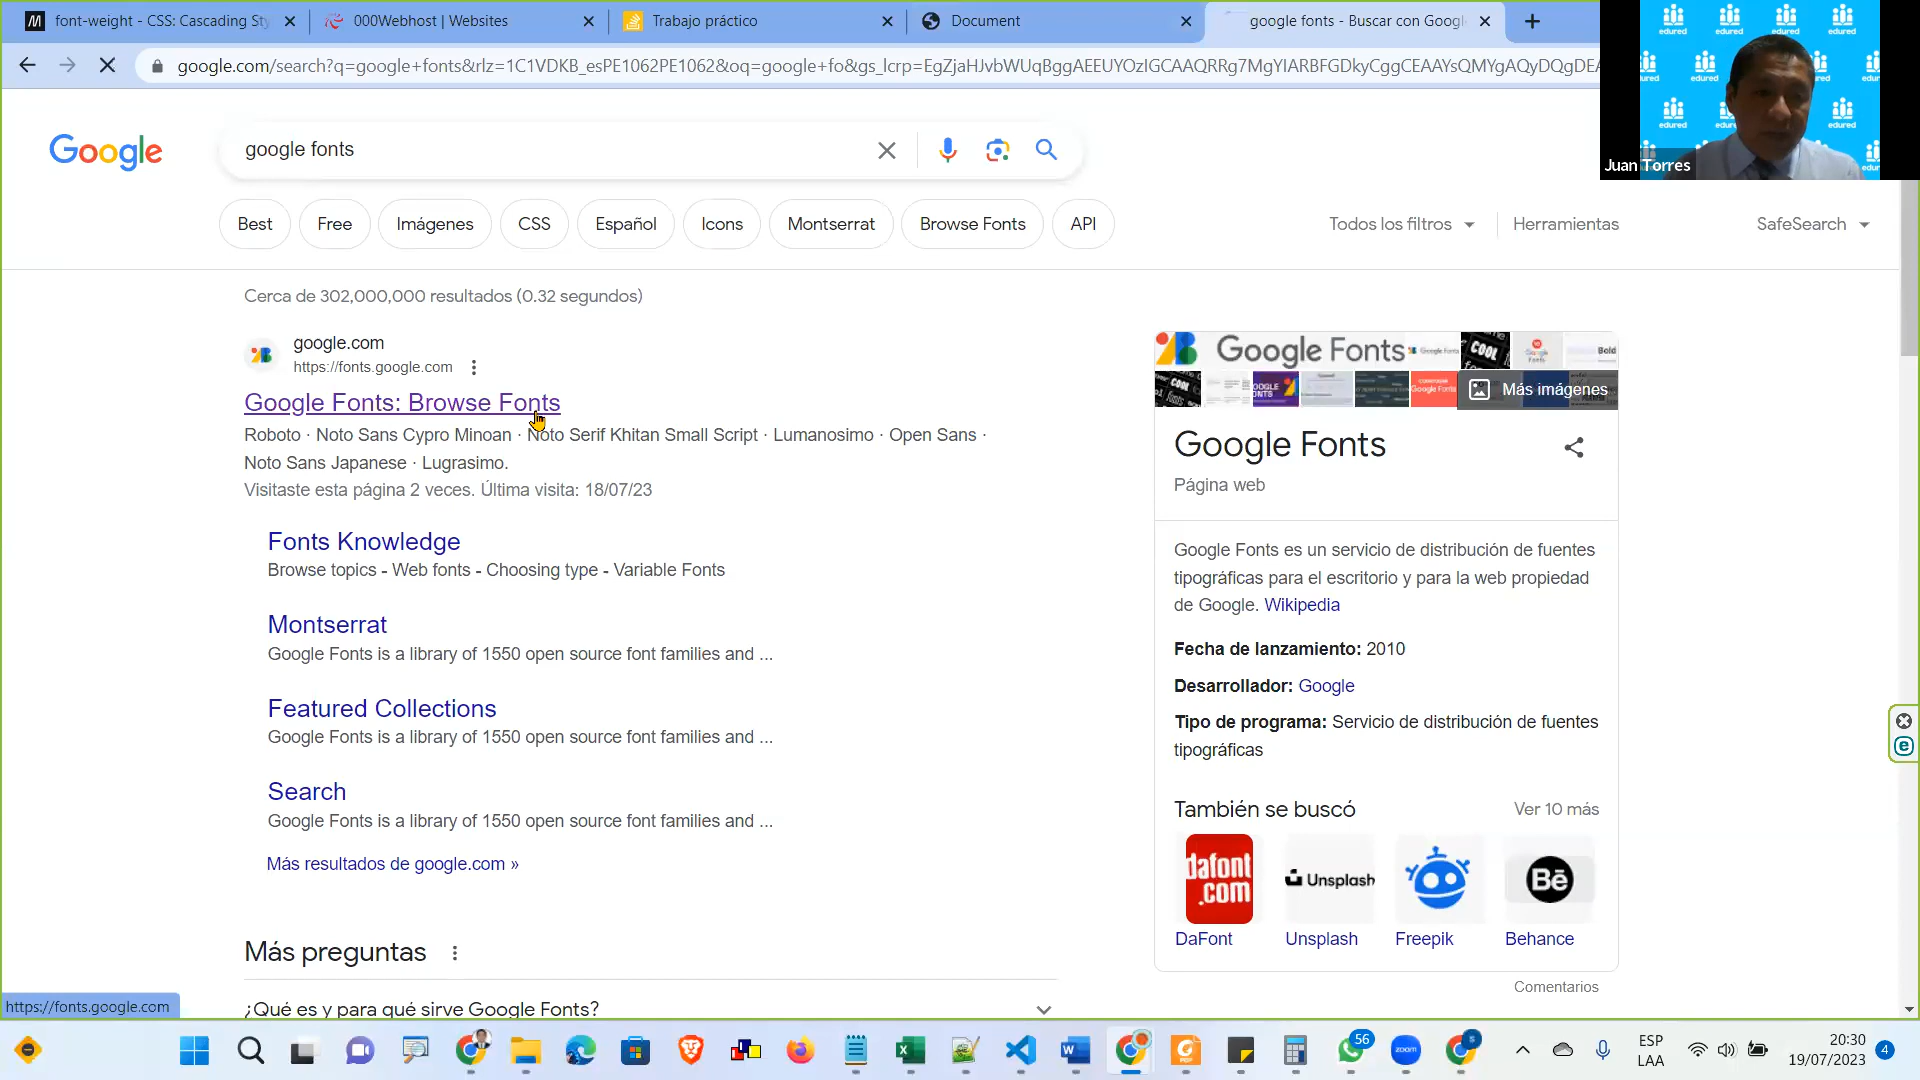 font-weight - CSS: Cascading Sty
000Webhost | Websites
Trabajo práctico
Document
google fonts - Buscar con Googl
google.com/search?q=google+fonts&rlz=1C1VDKB_esPE1062PE1062&oq=google+fo&gs_lcrp=EgZjaHJvbWUqBggAEEUYOzIGCAAQRRg7MgYIARBFGDkyCggCEAAYsQMYgAQyDQgDEA
edured edured edured edured
Juan Torres
Google
google fonts
Best
Free
Imágenes
CSS
Español
Icons
Montserrat
Browse Fonts
API
Todos los filtros
Herramientas
SafeSearch
Cerca de 302,000,000 resultados (0.32 segundos)
google.com
https://fonts.google.com
Google Fonts: Browse Fonts
Roboto · Noto Sans Cypro Minoan · Noto Serif Khitan Small Script · Lumanosimo · Open Sans ·
Noto Sans Japanese · Lugrasimo.
Visitaste esta página 2 veces. Última visita: 18/07/23
Fonts Knowledge
Browse topics - Web fonts - Choosing type - Variable Fonts
Montserrat
Google Fonts is a library of 1550 open source font families and ...
Featured Collections
Google Fonts is a library of 1550 open source font families and ...
Search
Google Fonts is a library of 1550 open source font families and ...
Más resultados de google.com »
Más preguntas
¿Qué es y para qué sirve Google Fonts?
Google Fonts
Más imágenes
Google Fonts
Página web
Google Fonts es un servicio de distribución de fuentes
tipográficas para el escritorio y para la web propiedad
de Google. Wikipedia
Fecha de lanzamiento: 2010
Desarrollador: Google
Tipo de programa: Servicio de distribución de fuentes
tipográficas
También se buscó
Ver 10 más
dafont
.com
Unsplash
Bē
DaFont
Unsplash
Freepik
Behance
Comentarios
https://fonts.google.com
56
zoom
ESP
LAA
20:30
19/07/2023
4